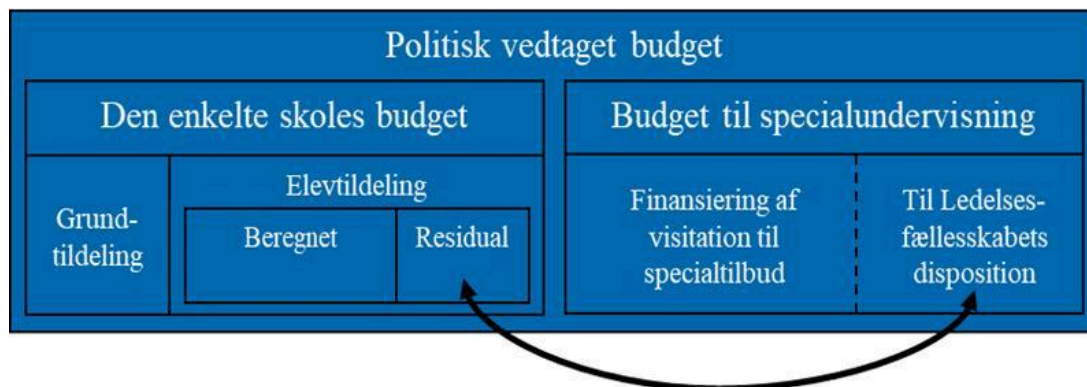 Politisk vedtaget budget
Den enkelte skoles budget
Grund-
tildeling
Elevtildeling
Beregnet
Residual
Budget til specialundervisning
Finansiering af
visitation til
specialtilbud
Til Ledelses-
fællesskabets
disposition